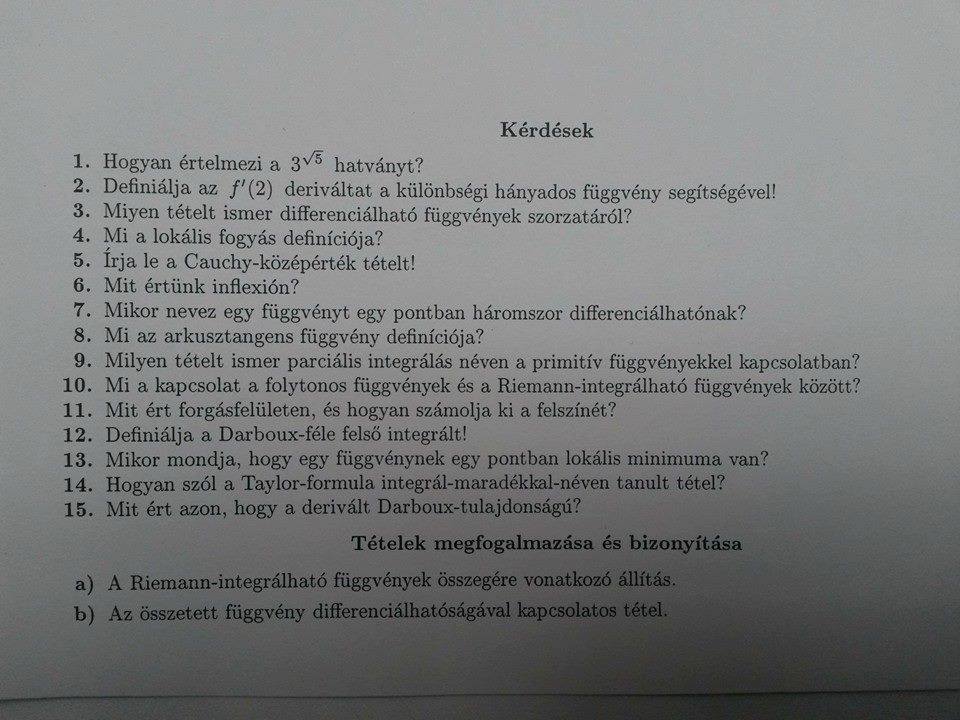 Kérdések
1. Hogyan értelmezi a 3^√5 hatványt?
2. Definiálja az f′(2) deriváltat a különbségi hányados függvény segítségével!
3. Miyen tételt ismer differenciálható függvények szorzatáról?
4. Mi a lokális fogyás definíciója?
5. Írja le a Cauchy-középérték tételt!
6. Mit értünk inflexión?
7. Mikor nevez egy függvényt egy pontban háromszor differenciálhatónak?
8. Mi az arkusztangens függvény definíciója?
9. Milyen tételt ismer parciális integrálás néven a primitív függvényekkel kapcsolatban?
10. Mi a kapcsolat a folytonos függvények és a Riemann-integrálható függvények között?
11. Mit ért forgásfelületen, és hogyan számolja ki a felszínét?
12. Definiálja a Darboux-féle felső integrált!
13. Mikor mondja, hogy egy függvénynek egy pontban lokális minimuma van?
14. Hogyan szól a Taylor-formula integrál-maradékkal-néven tanult tétel?
15. Mit ért azon, hogy a derivált Darboux-tulajdonságú?
Tételek megfogalmazása és bizonyítása
a) A Riemann-integrálható függvények összegére vonatkozó állítás.
b) Az összetett függvény differenciálhatóságával kapcsolatos tétel.